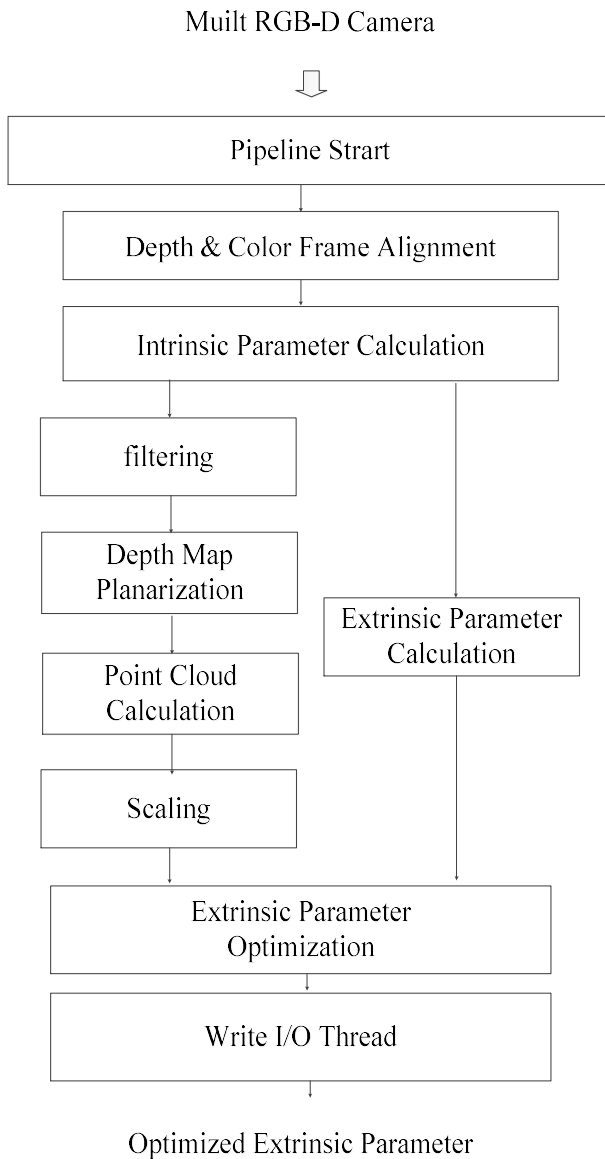 Muilt RGB-D Camera
Pipeline Strart
Depth & Color Frame Alignment
Intrinsic Parameter Calculation
filtering
Depth Map
Planarization
Point Cloud
Calculation
Scaling
Extrinsic Parameter
Calculation
Extrinsic Parameter
Optimization
Write I/O Thread
Optimized Extrinsic Parameter